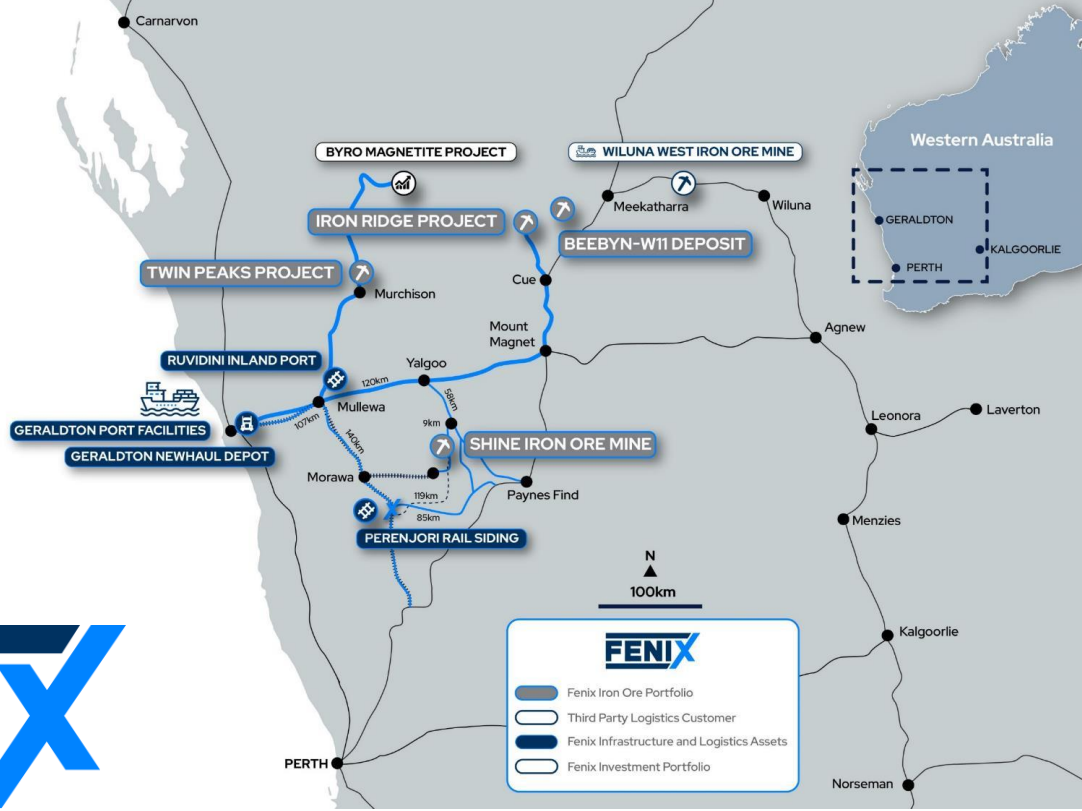 Carnarvon
Western Australia
BYRO MAGNETITE PROJECT
WILUNA WEST IRON ORE MINE
Meekatharra
Wiluna
GERALDTON
KALGOORLIE
PERTH
IRON RIDGE PROJECT
BEEBYN-W11 DEPOSIT
TWIN PEAKS PROJECT
Murchison
Cue
Mount
Magnet
Agnew
RUVIDINI INLAND PORT
Yalgoo
120km
58km
Mullewa
107km
9km
140km
GERALDTON PORT FACILITIES
GERALDTON NEWHAUL DEPOT
SHINE IRON ORE MINE
Leonora
Laverton
Morawa
119km
85km
Paynes Find
PERENJORI RAIL SIDING
Menzies
N
100km
FENIX
Fenix Iron Ore Portfolio
Third Party Logistics Customer
Fenix Infrastructure and Logistics Assets
Fenix Investment Portfolio
Kalgoorlie
PERTH
Norseman